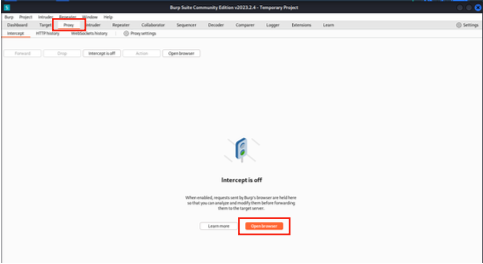 Burp Suite Community Edition v2023.2.4 - Temporary Project
Burp Project Intruder Repeater Window Help
Dashboard Target Proxy Intruder Repeater Collaborator Sequencer Decoder Comparer Logger Extensions Learn Settings
Intercept HTTP history WebSockets history Proxy settings
Forward Drop Intercept is off Action Open browser
Intercept is off
When enabled, requests sent by Burp's browser are held here
so that you can analyze and modify them before forwarding
them to the target server.
Learn more Open browser